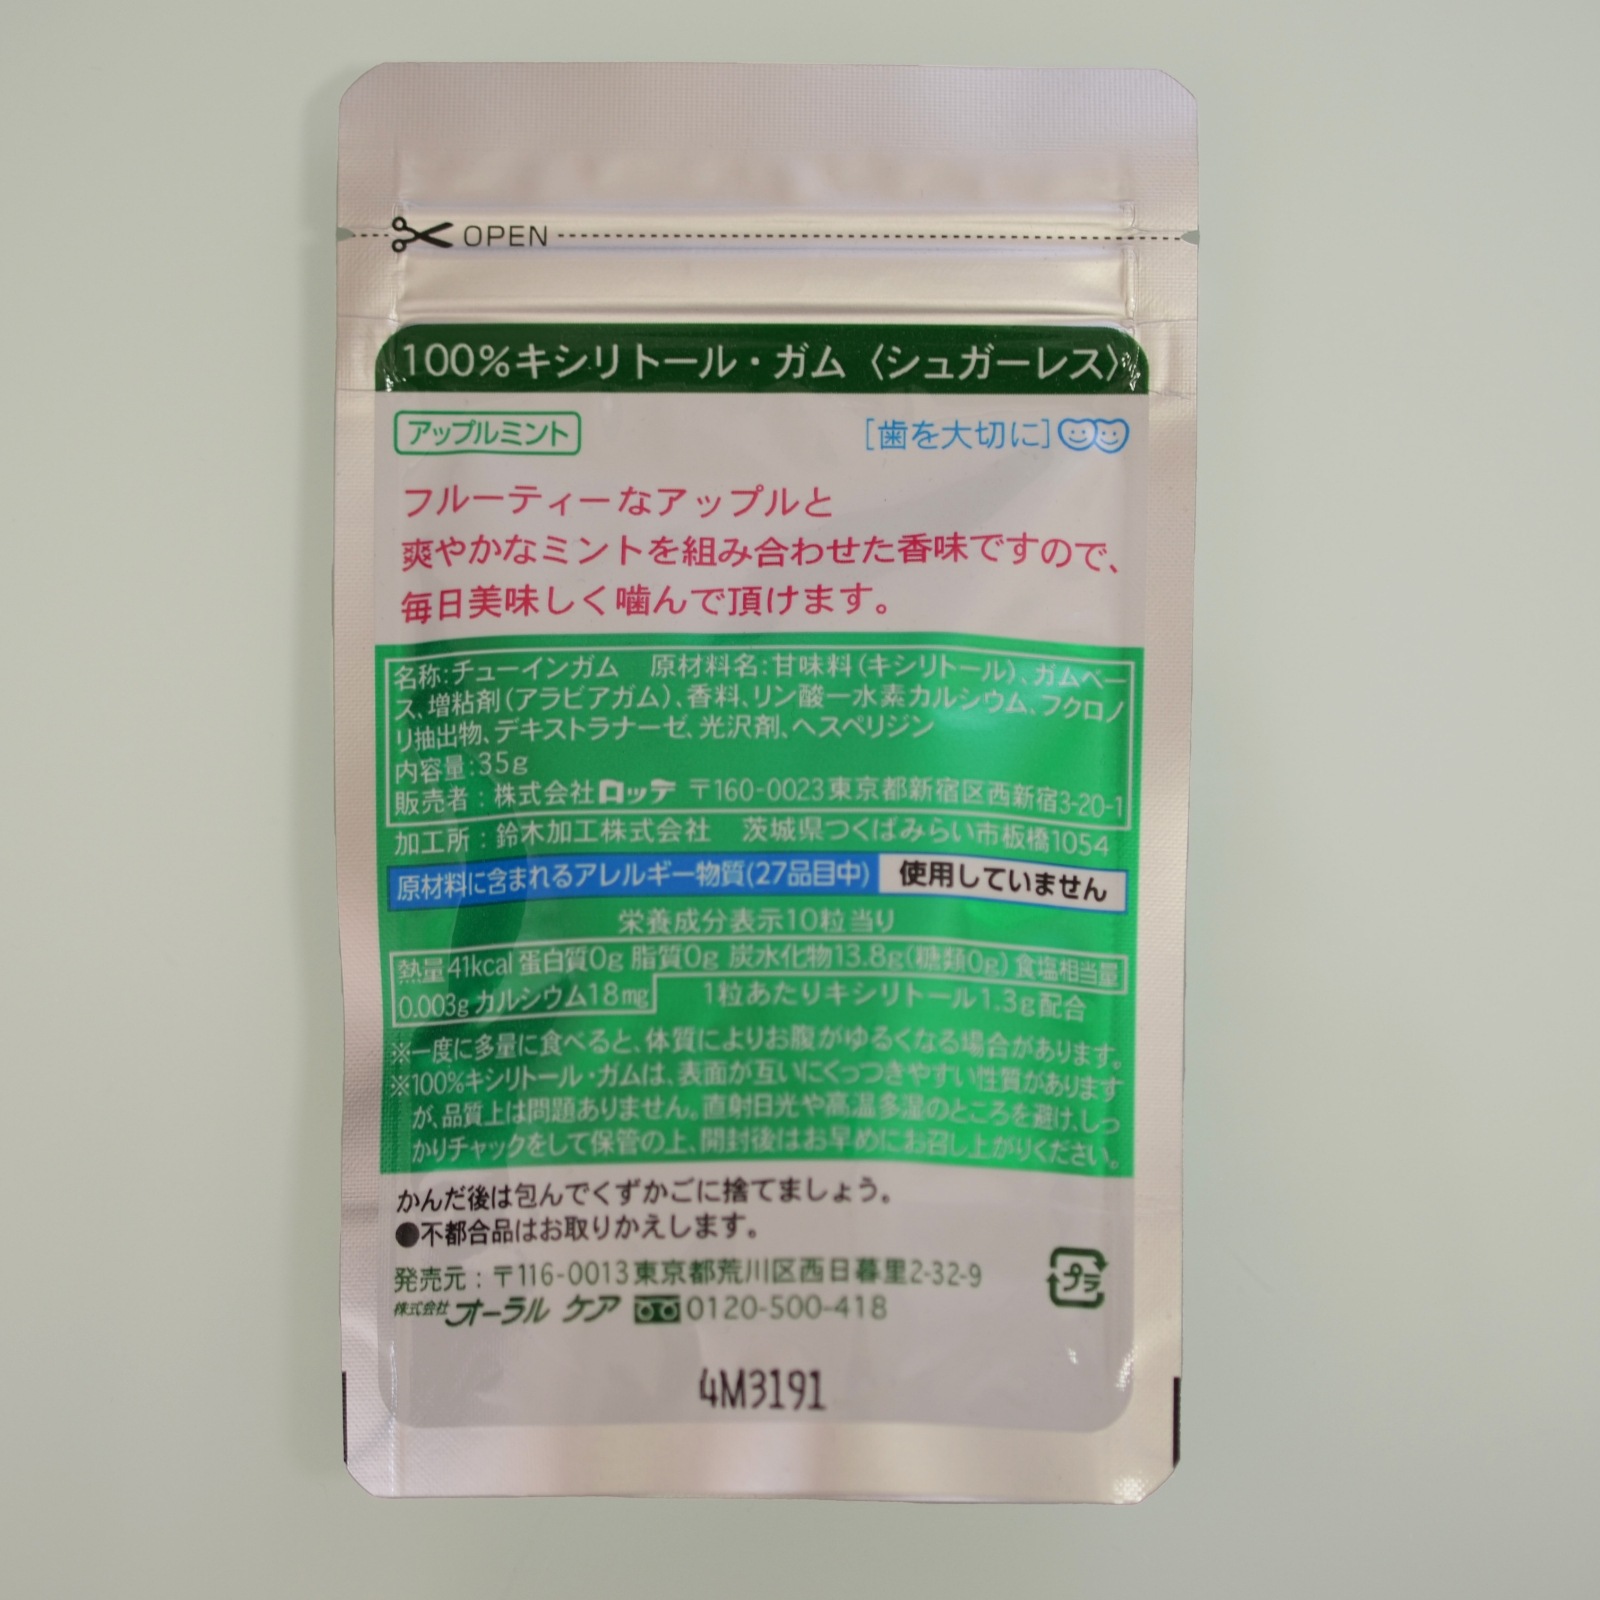 OPEN
100%キシリトール・ガム〈シュガーレス〉
アップルミント [歯を大切に]
フルーティーなアップルと
爽やかなミントを組み合わせた香味ですので、
毎日美味しく噛んで頂けます。
名称:チューインガム 原材料名:甘味料(キシリトール)、ガムベー
ス、増粘剤(アラビアガム)、香料、リン酸一水素カルシウム、フクロノ
リ抽出物、デキストラナーゼ、光沢剤、ヘスペリジン
内容量:35g
販売者:株式会社ロッテ 〒160-0023東京都新宿区西新宿3-20-1
加工所:鈴木加工株式会社 茨城県つくばみらい市板橋1054
原材料に含まれるアレルギー物質(27品目中) 使用していません
栄養成分表示10粒当り
熱量41kcal 蛋白質0g 脂質0g 炭水化物13.8g(糖類0g) 食塩相当量
0.003g カルシウム18mg 1粒あたりキシリトール1.3g配合
※一度に多量に食べると、体質によりお腹がゆるくなる場合があります。
※100%キシリトール・ガムは、表面が互いにくっつきやすい性質があります
が、品質上は問題ありません。直射日光や高温多湿のところを避け、しっ
かりチャックをして保管の上、開封後はお早めにお召し上がりください。
かんだ後は包んでくずかごに捨てましょう。
●不都合品はお取りかえします。
発売元:〒116-0013東京都荒川区西日暮里2-32-9
株式会社オーラルケア 0120-500-418
プラ
4M3191